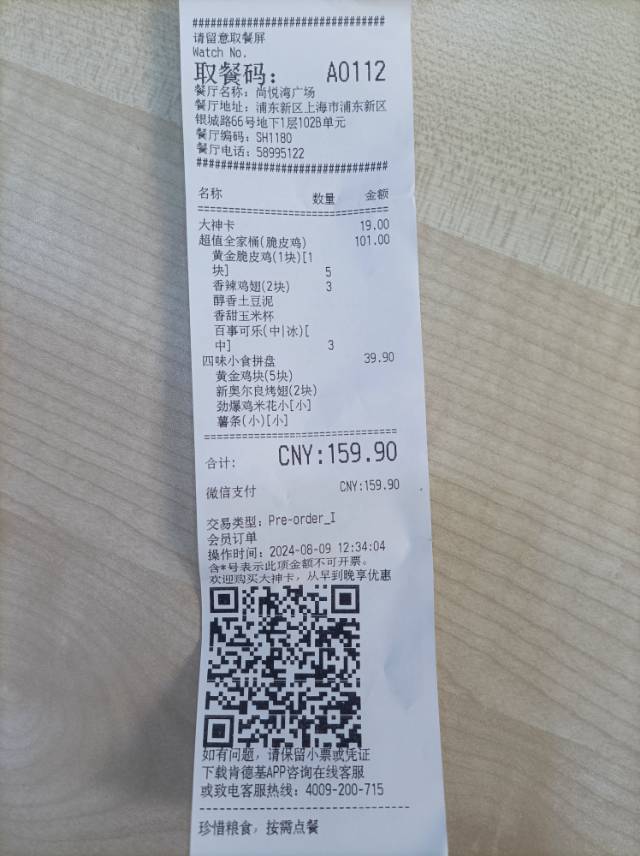 ################################
请留意取餐屏
Watch No.
取餐码: A0112
餐厅名称: 尚悦湾广场
餐厅地址: 浦东新区上海市浦东新区
银城路66号地下1层102B单元
餐厅编码: SH1180
餐厅电话: 58995122
################################
名称 数量 金额
================================
大神卡 19.00
超值全家桶(脆皮鸡) 101.00
黄金脆皮鸡(1块)[1
块] 5
香辣鸡翅(2块) 3
醇香土豆泥
香甜玉米杯
百事可乐(中|冰)[
中] 3
四味小食拼盘 39.90
黄金鸡块(5块)
新奥尔良烤翅(2块)
劲爆鸡米花小[小]
薯条(小)[小]
================================
合计: CNY:159.90
微信支付 CNY:159.90
交易类型: Pre-order_I
会员订单
操作时间: 2024-08-09 12:34:04
含*号表示此项金额不可开票。
欢迎购买大神卡，从早到晚享优惠
如有问题，请保留小票或凭证
下载肯德基APP咨询在线客服
或致电客服热线: 4009-200-715
--------------------------------
珍惜粮食，按需点餐